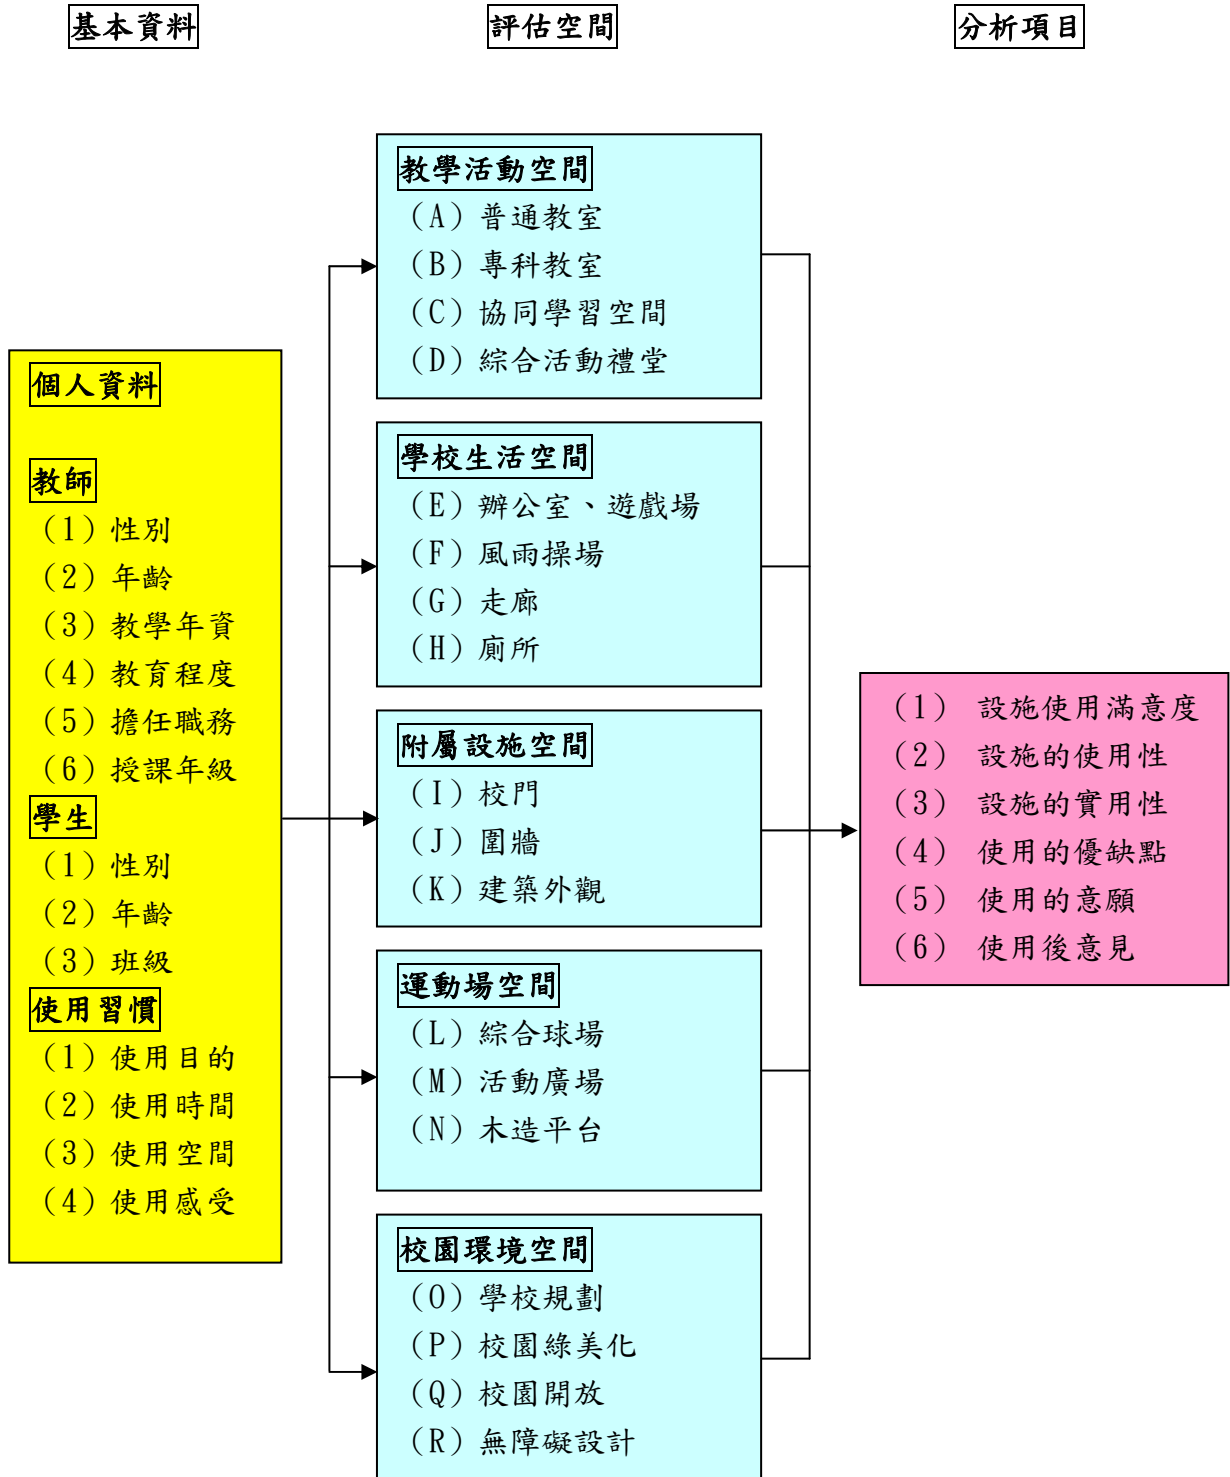 基本資料
評估空間
分析項目
個人資料
教師
（1）性別
（2）年齡
（3）教學年資
（4）教育程度
（5）擔任職務
（6）授課年級
學生
（1）性別
（2）年齡
（3）班級
使用習慣
（1）使用目的
（2）使用時間
（3）使用空間
（4）使用感受
教學活動空間
（A）普通教室
（B）專科教室
（C）協同學習空間
（D）綜合活動禮堂
學校生活空間
（E）辦公室、遊戲場
（F）風雨操場
（G）走廊
（H）廁所
附屬設施空間
（I）校門
（J）圍牆
（K）建築外觀
運動場空間
（L）綜合球場
（M）活動廣場
（N）木造平台
校園環境空間
（O）學校規劃
（P）校園綠美化
（Q）校園開放
（R）無障礙設計
（1） 設施使用滿意度
（2） 設施的使用性
（3） 設施的實用性
（4） 使用的優缺點
（5） 使用的意願
（6） 使用後意見